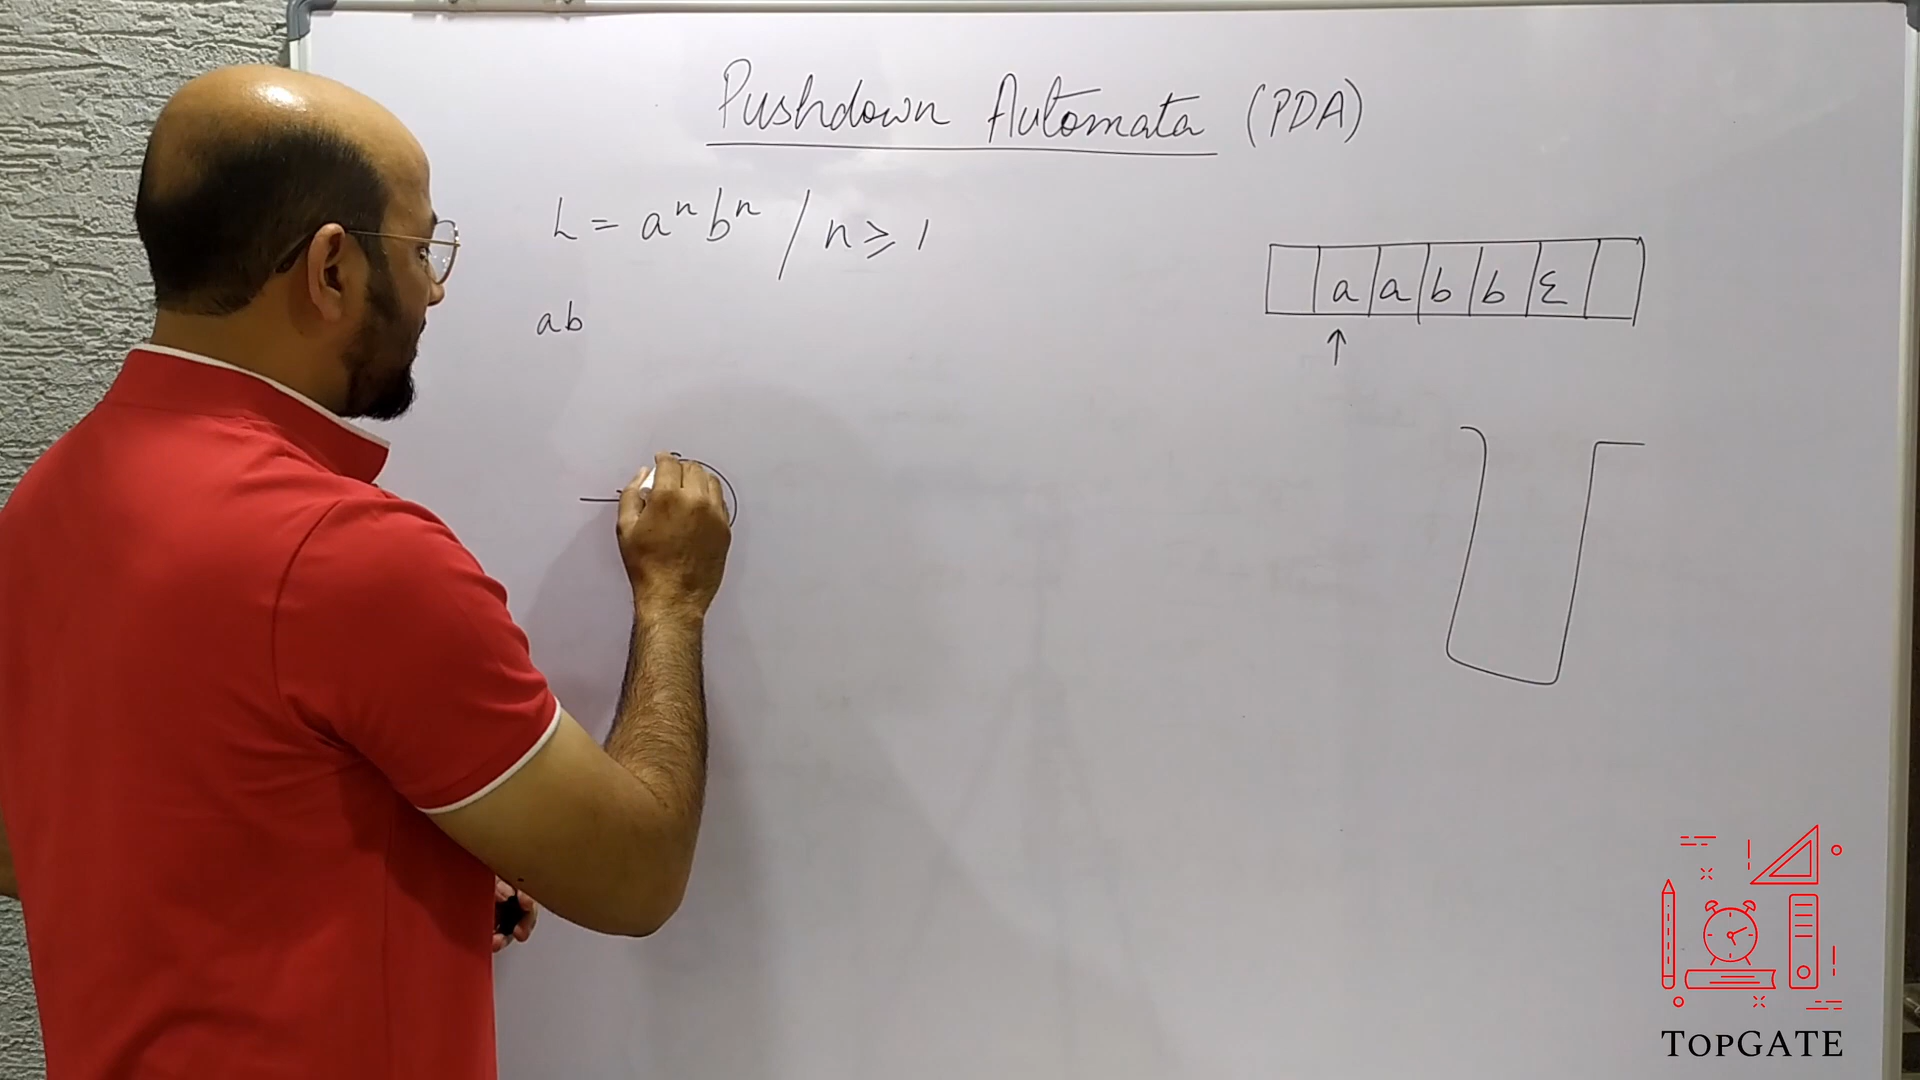 Pushdown Automata (PDA)
L = aⁿbⁿ / n ⩾ 1
ab
a a b b Ɛ
↑
TOPGATE